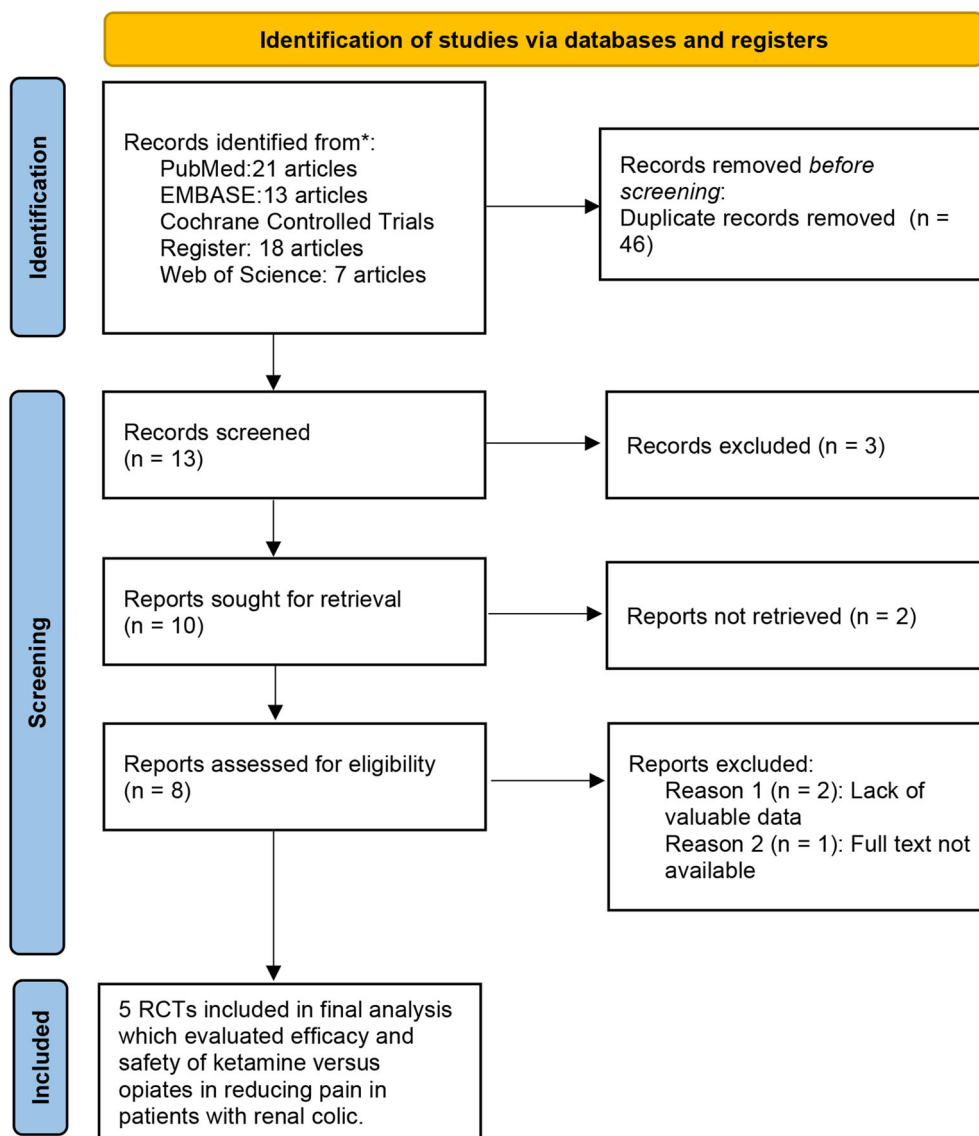 Identification of studies via databases and registers
Identification
Records identified from*:
PubMed:21 articles
EMBASE:13 articles
Cochrane Controlled Trials
Register: 18 articles
Web of Science: 7 articles
Records removed before
screening:
Duplicate records removed (n =
46)
Screening
Records screened
(n = 13)
Records excluded (n = 3)
Reports sought for retrieval
(n = 10)
Reports not retrieved (n = 2)
Reports assessed for eligibility
(n = 8)
Reports excluded:
Reason 1 (n = 2): Lack of
valuable data
Reason 2 (n = 1): Full text not
available
Included
5 RCTs included in final analysis
which evaluated efficacy and
safety of ketamine versus
opiates in reducing pain in
patients with renal colic.